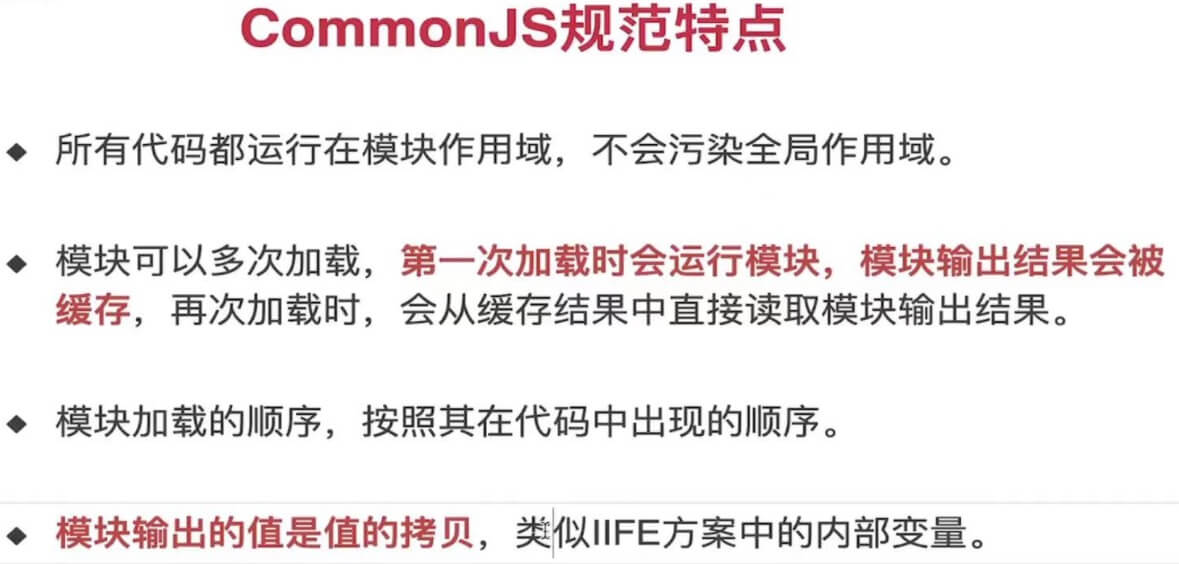 CommonJS规范特点
所有代码都运行在模块作用域，不会污染全局作用域。
模块可以多次加载，第一次加载时会运行模块，模块输出结果会被
缓存，再次加载时，会从缓存结果中直接读取模块输出结果。
模块加载的顺序，按照其在代码中出现的顺序。
模块输出的值是值的拷贝，类似IIFE方案中的内部变量。